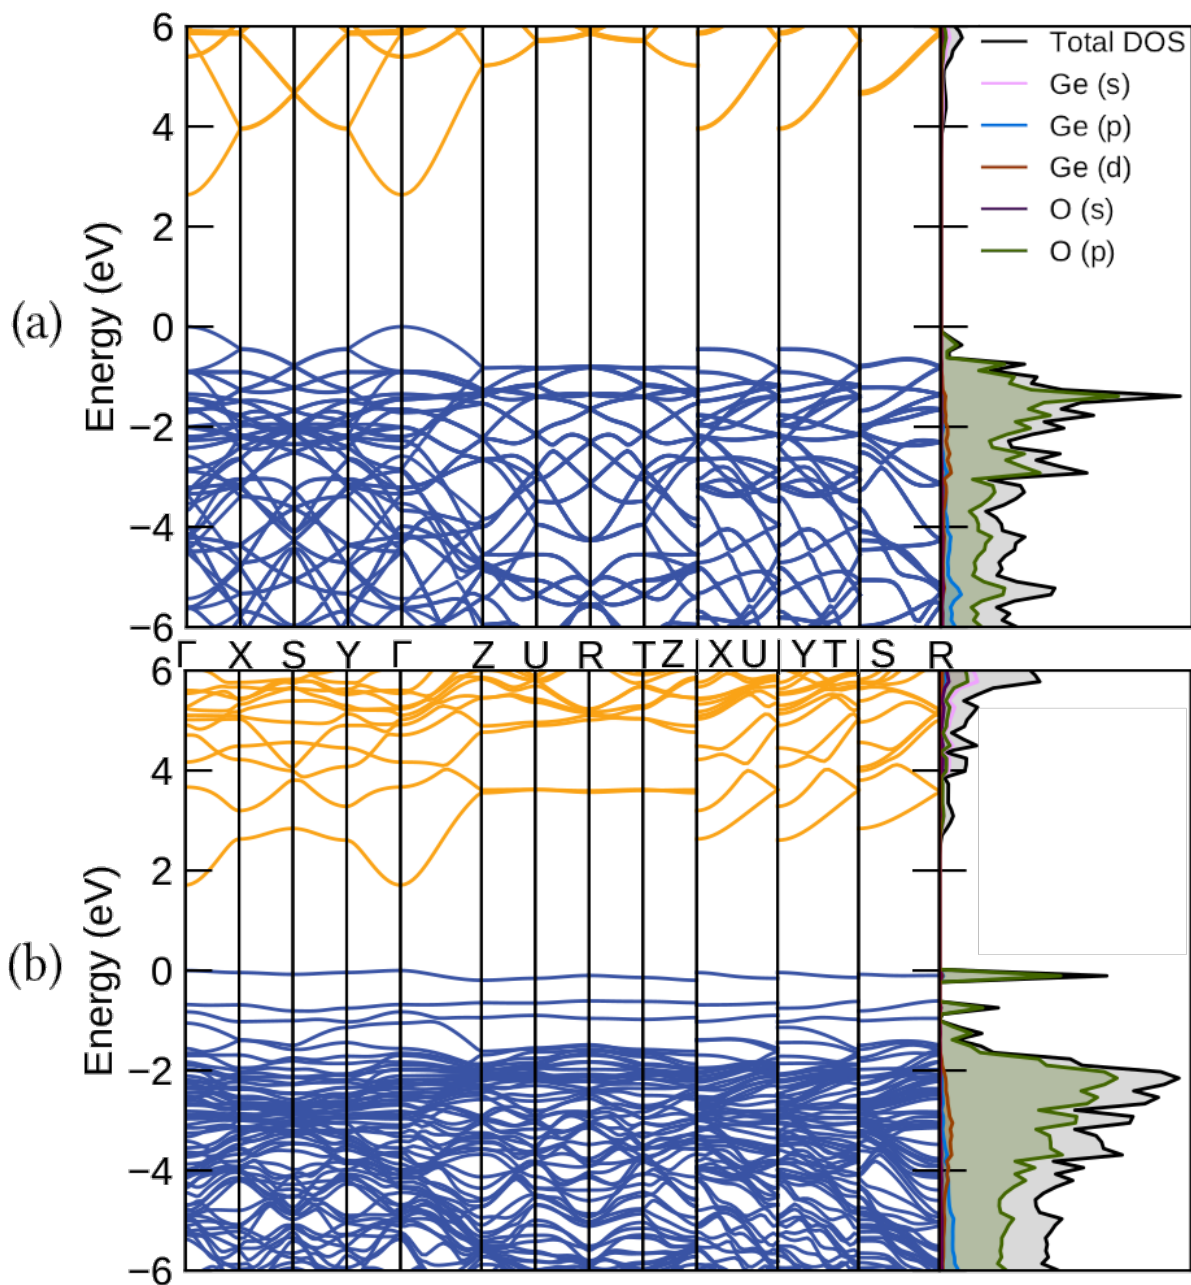 (a)
Energy (eV)
6
4
2
0
−2
−4
−6
Total DOS
Ge (s)
Ge (p)
Ge (d)
O (s)
O (p)
Γ X S Y Γ Z U R T Z | X U | Y T | S R
(b)
Energy (eV)
6
4
2
0
−2
−4
−6